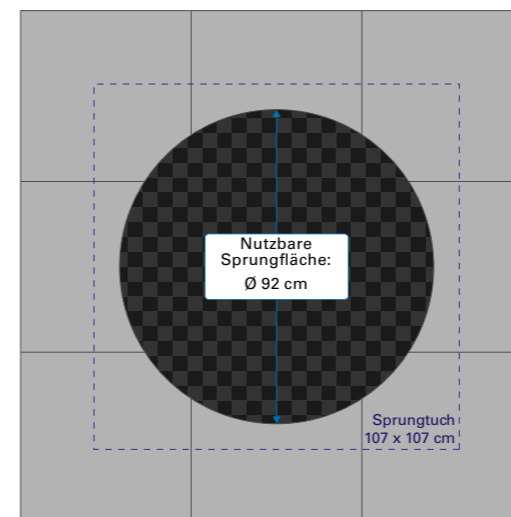 Nutzbare
Sprungfläche:
Ø 92 cm
Sprungtuch
107 x 107 cm